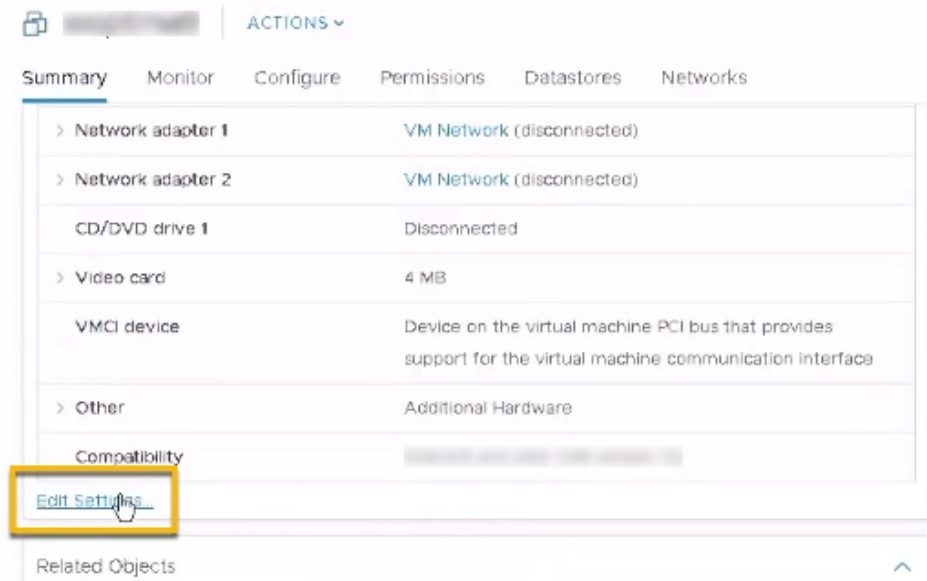 ACTIONS
Summary Monitor Configure Permissions Datastores Networks
Network adapter 1 VM Network (disconnected)
Network adapter 2 VM Network (disconnected)
CD/DVD drive 1 Disconnected
Video card 4 MB
VMCI device Device on the virtual machine PCI bus that provides
support for the virtual machine communication interface
Other Additional Hardware
Compatibility
Edit Settings...
Related Objects